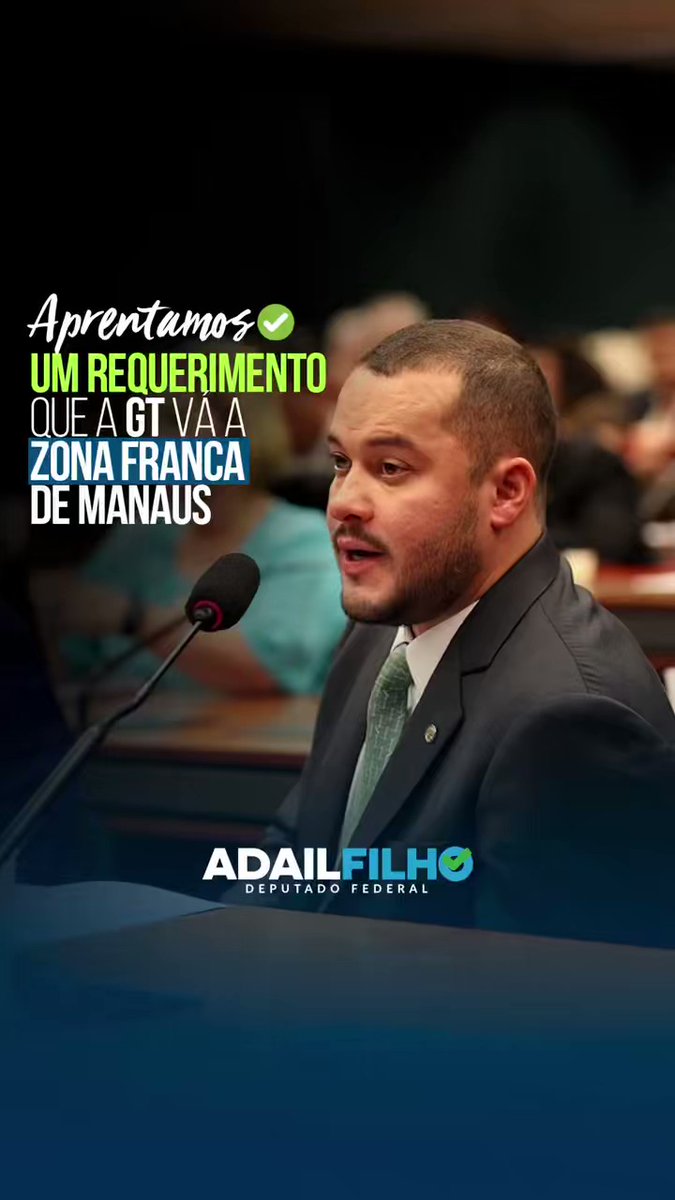 Aprentamos
UM REQUERIMENTO
QUE A GT VÁ A
ZONA FRANCA
DE MANAUS
ADAILFILHO
DEPUTADO FEDERAL